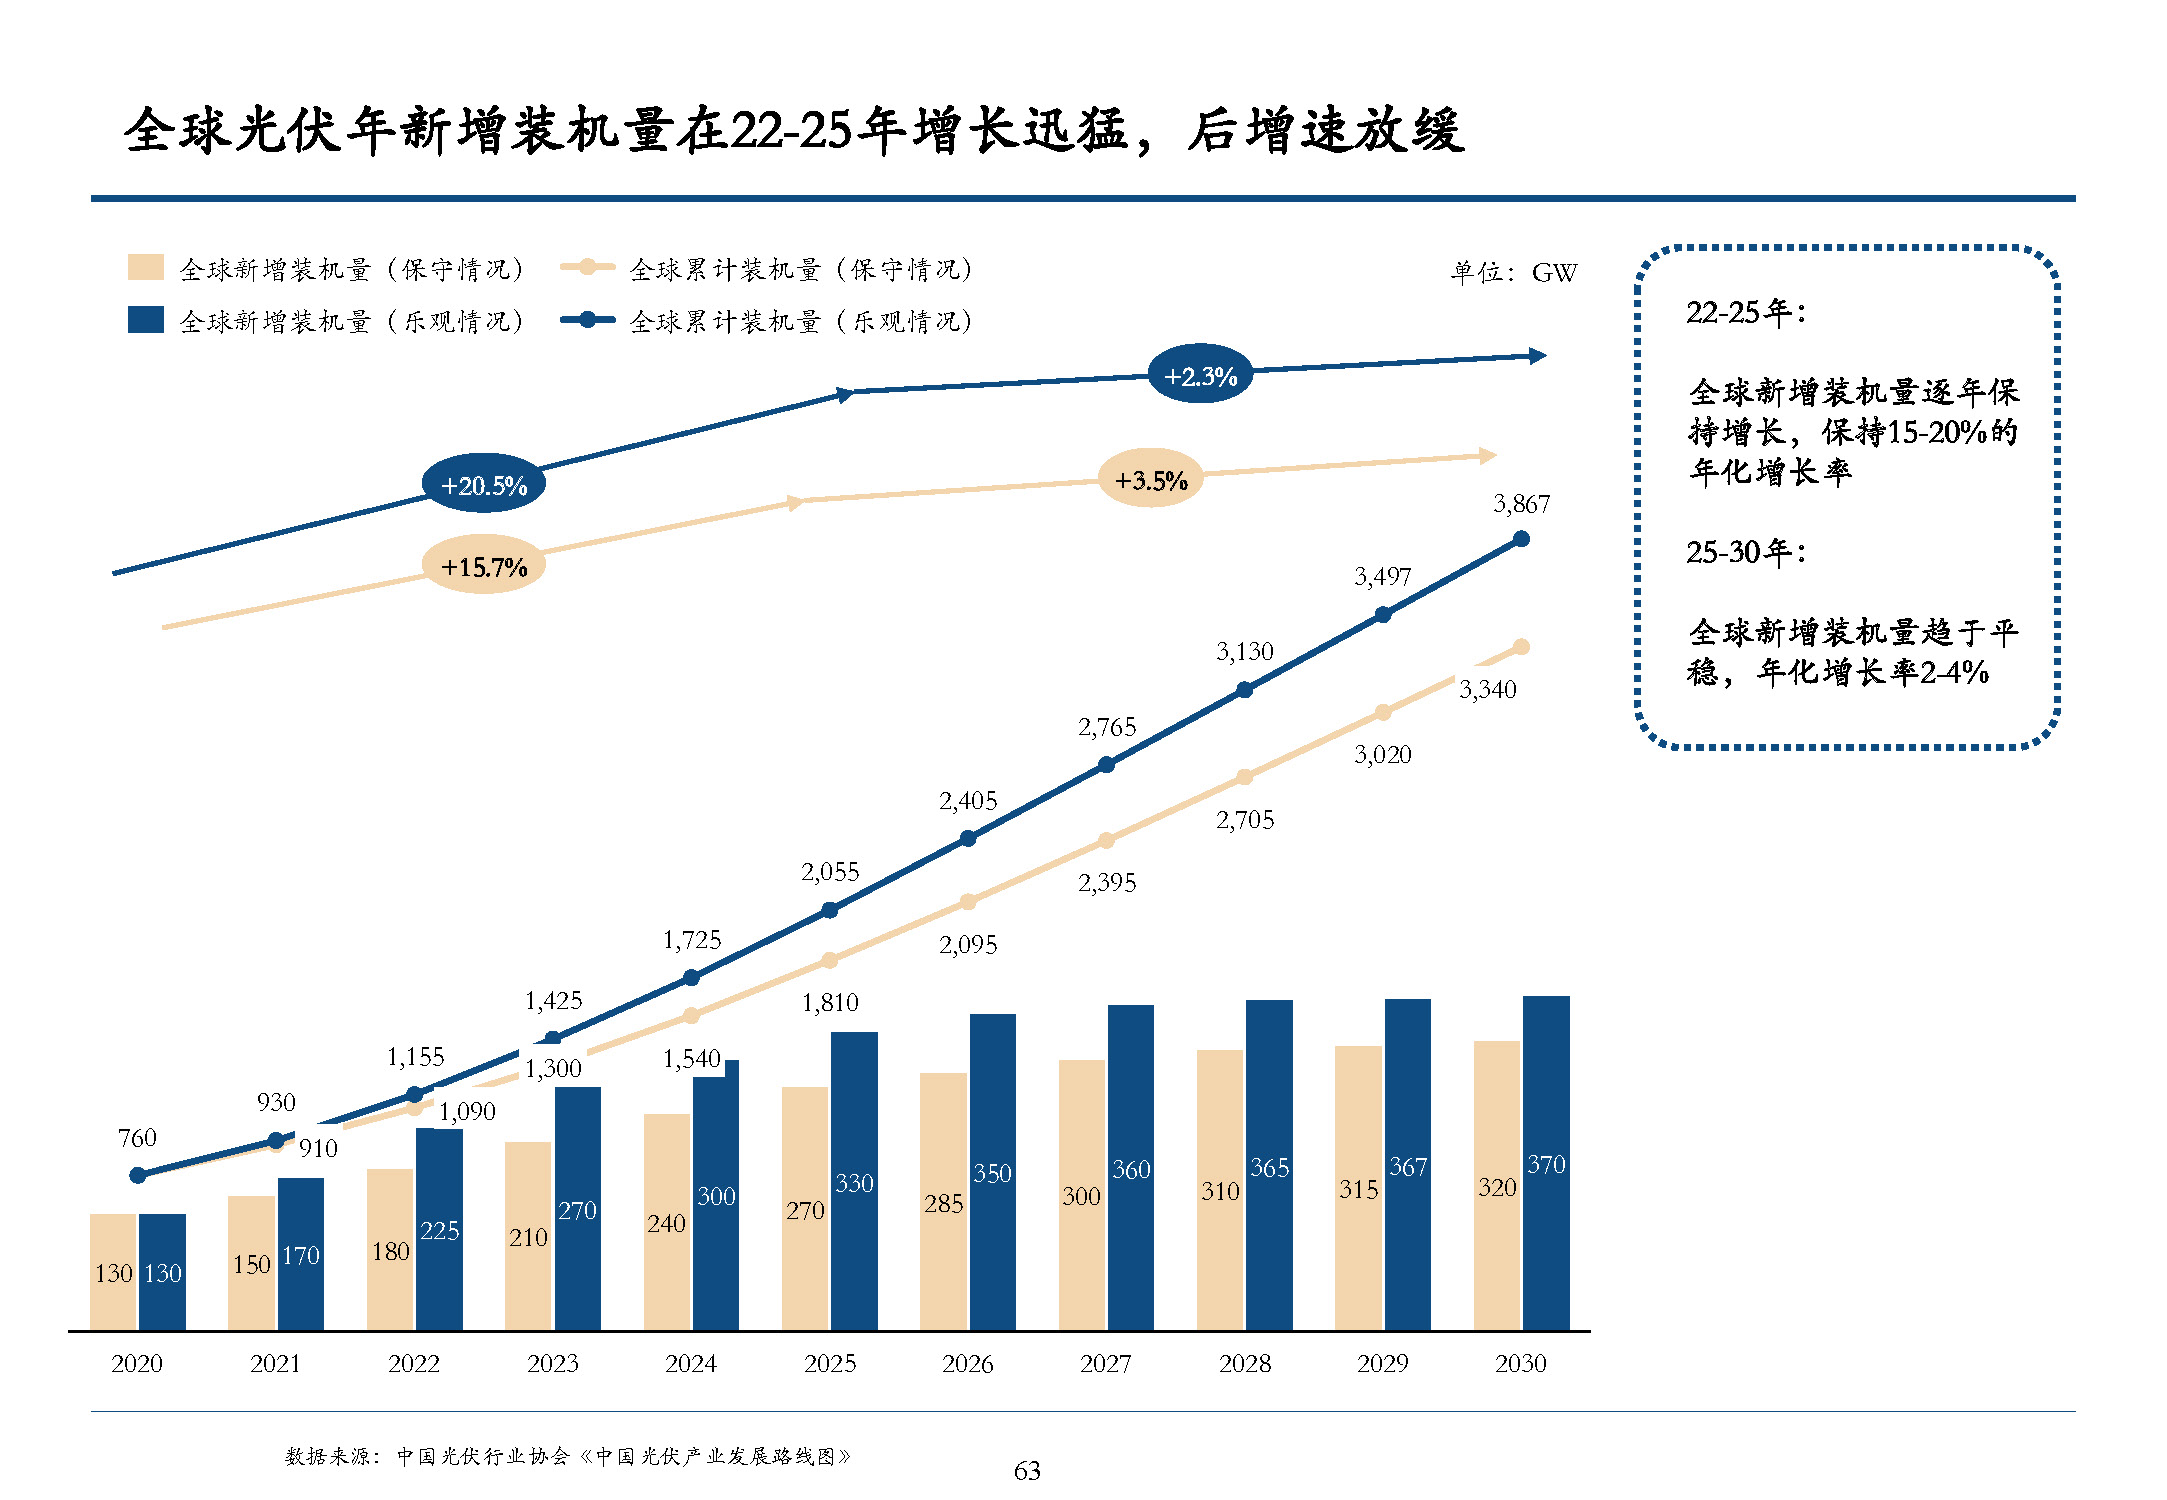 全球光伏年新增装机量在22-25年增长迅猛，后增速放缓
全球新增装机量（保守情况）
全球累计装机量（保守情况）
单位：GW
全球新增装机量（乐观情况）
全球累计装机量（乐观情况）
+2.3%
+20.5%
+3.5%
+15.7%
3,867
3,497
3,130
3,340
2,765
3,020
2,405
2,705
2,055
2,395
1,725
2,095
1,425
1,810
1,155
1,300
1,540
930
1,090
760
910
130 130
150 170
180 225
210 270
240 300
270 330
285 350
300 360
310 365
315 367
320 370
2020 2021 2022 2023 2024 2025 2026 2027 2028 2029 2030
22-25年：
全球新增装机量逐年保
持增长，保持15-20%的
年化增长率
25-30年：
全球新增装机量趋于平
稳，年化增长率2-4%
数据来源：中国光伏行业协会《中国光伏产业发展路线图》
63